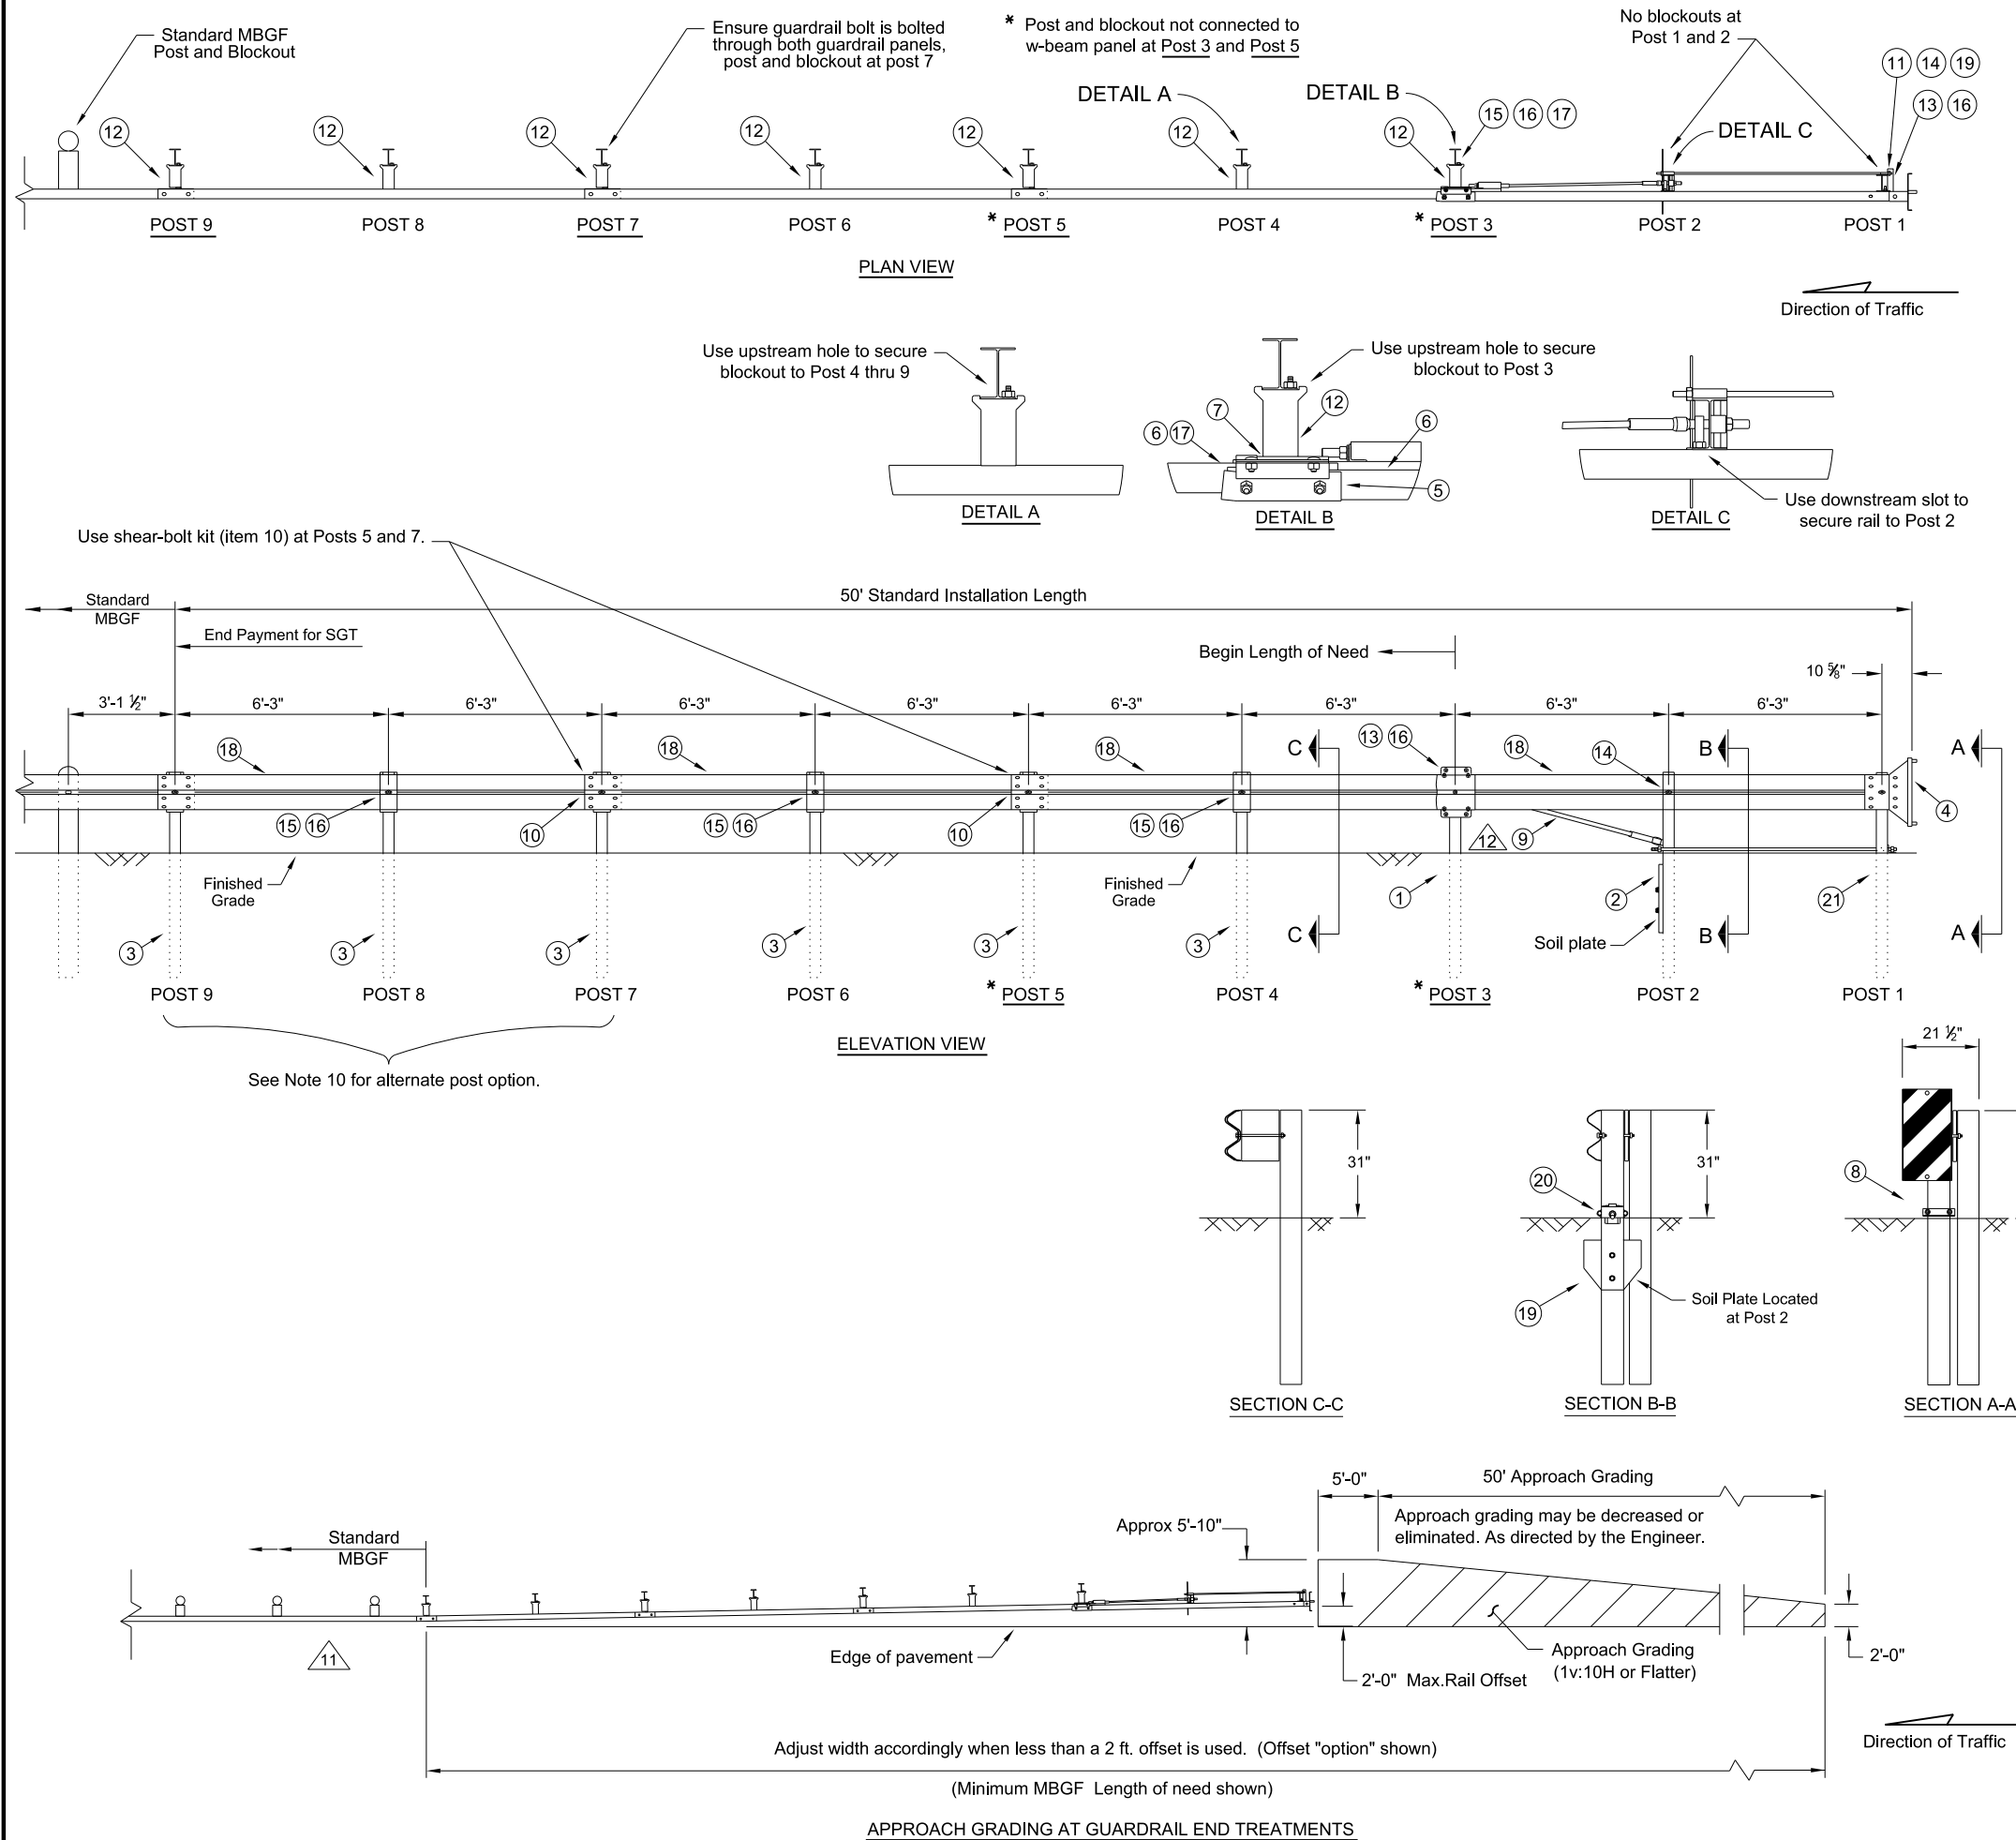 Standard MBGF
Post and Blockout
Ensure guardrail bolt is bolted
through both guardrail panels,
post and blockout at post 7
* Post and blockout not connected to
w-beam panel at Post 3 and Post 5
No blockouts at
Post 1 and 2
11 14 19
13 16
DETAIL A
DETAIL B
15 16 17
DETAIL C
12
12
12
12
12
12
12
POST 9
POST 8
POST 7
POST 6
* POST 5
POST 4
* POST 3
POST 2
POST 1
PLAN VIEW
Direction of Traffic
Use upstream hole to secure
blockout to Post 4 thru 9
DETAIL A
Use upstream hole to secure
blockout to Post 3
7
12
6 17
6
5
DETAIL B
Use downstream slot to
secure rail to Post 2
DETAIL C
Use shear-bolt kit (item 10) at Posts 5 and 7.
Standard
MBGF
50' Standard Installation Length
End Payment for SGT
Begin Length of Need
10 5/8"
3'-1 1/2"
6'-3"
6'-3"
6'-3"
6'-3"
6'-3"
6'-3"
6'-3"
6'-3"
18
18
18
C
13 16
18
14
B
A
4
15 16
10
15 16
10
15 16
12
9
Finished
Grade
Finished
Grade
1
2
21
3
3
3
3
3
3
C
Soil plate
B
A
POST 9
POST 8
POST 7
POST 6
* POST 5
POST 4
* POST 3
POST 2
POST 1
ELEVATION VIEW
See Note 10 for alternate post option.
31"
SECTION C-C
31"
20
19
Soil Plate Located
at Post 2
SECTION B-B
21 1/2"
8
SECTION A-A
5'-0"
50' Approach Grading
Approach grading may be decreased or
eliminated. As directed by the Engineer.
Approx 5'-10"
Standard
MBGF
11
Edge of pavement
2'-0" Max.Rail Offset
Approach Grading
(1v:10H or Flatter)
2'-0"
Direction of Traffic
Adjust width accordingly when less than a 2 ft. offset is used. (Offset "option" shown)
(Minimum MBGF Length of need shown)
APPROACH GRADING AT GUARDRAIL END TREATMENTS